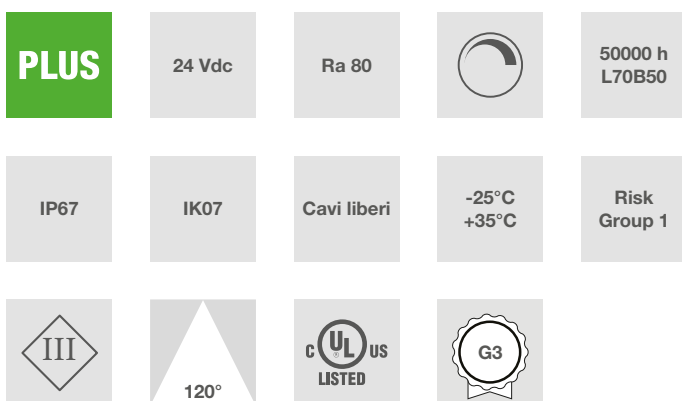 PLUS
24 Vdc
Ra 80
50000 h
L70B50
IP67
IK07
Cavi liberi
-25°C
+35°C
Risk
Group 1
III
120°
C UL US
®
LISTED
G3